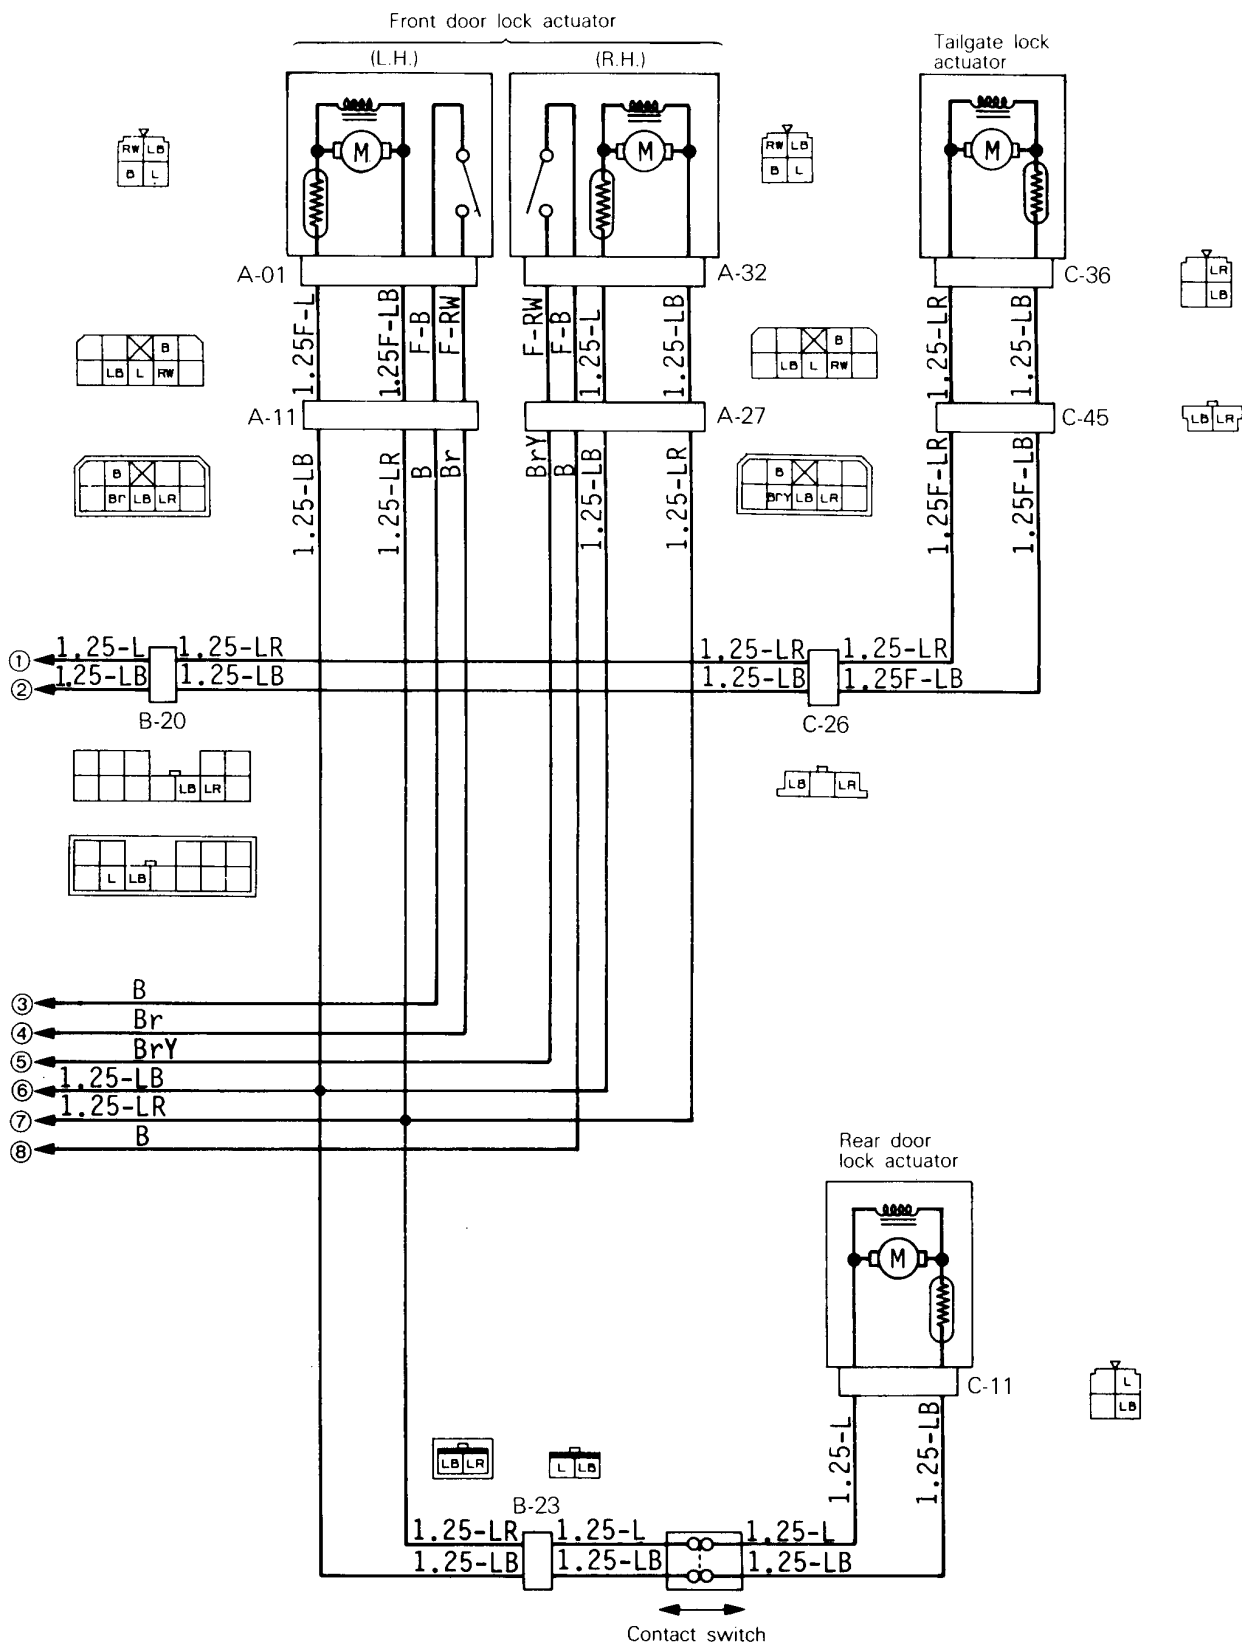 Front door lock actuator
(L.H.)
(R.H.)
Tailgate lock
actuator
M
M
M
RW LB
B L
RW LB
B L
A-01
A-32
C-36
LR
LB
1.25F-L
1.25F-LB
F-B
F-RW
F-RW
F-B
1.25-L
1.25-LB
1.25-LR
1.25-LB
B
LB L RW
B
LB L RW
A-11
A-27
C-45
LB LR
1.25-LB
1.25-LR
B
Br
BrY
B
1.25-LB
1.25-LR
1.25F-LR
1.25F-LB
B
Br LB LR
B
BrY LB LR
① 1.25-L 1.25-LR 1.25-LR 1.25-LR
② 1.25-LB 1.25-LB 1.25-LB 1.25F-LB
B-20
C-26
LB LR
LB LR
L LB
③ B
④ Br
⑤ BrY
⑥ 1.25-LB
⑦ 1.25-LR
⑧ B
Rear door
lock actuator
M
C-11
L
LB
1.25-L
1.25-LB
LB LR
L LB
B-23
1.25-LR 1.25-L 1.25-L
1.25-LB 1.25-LB 1.25-LB
Contact switch